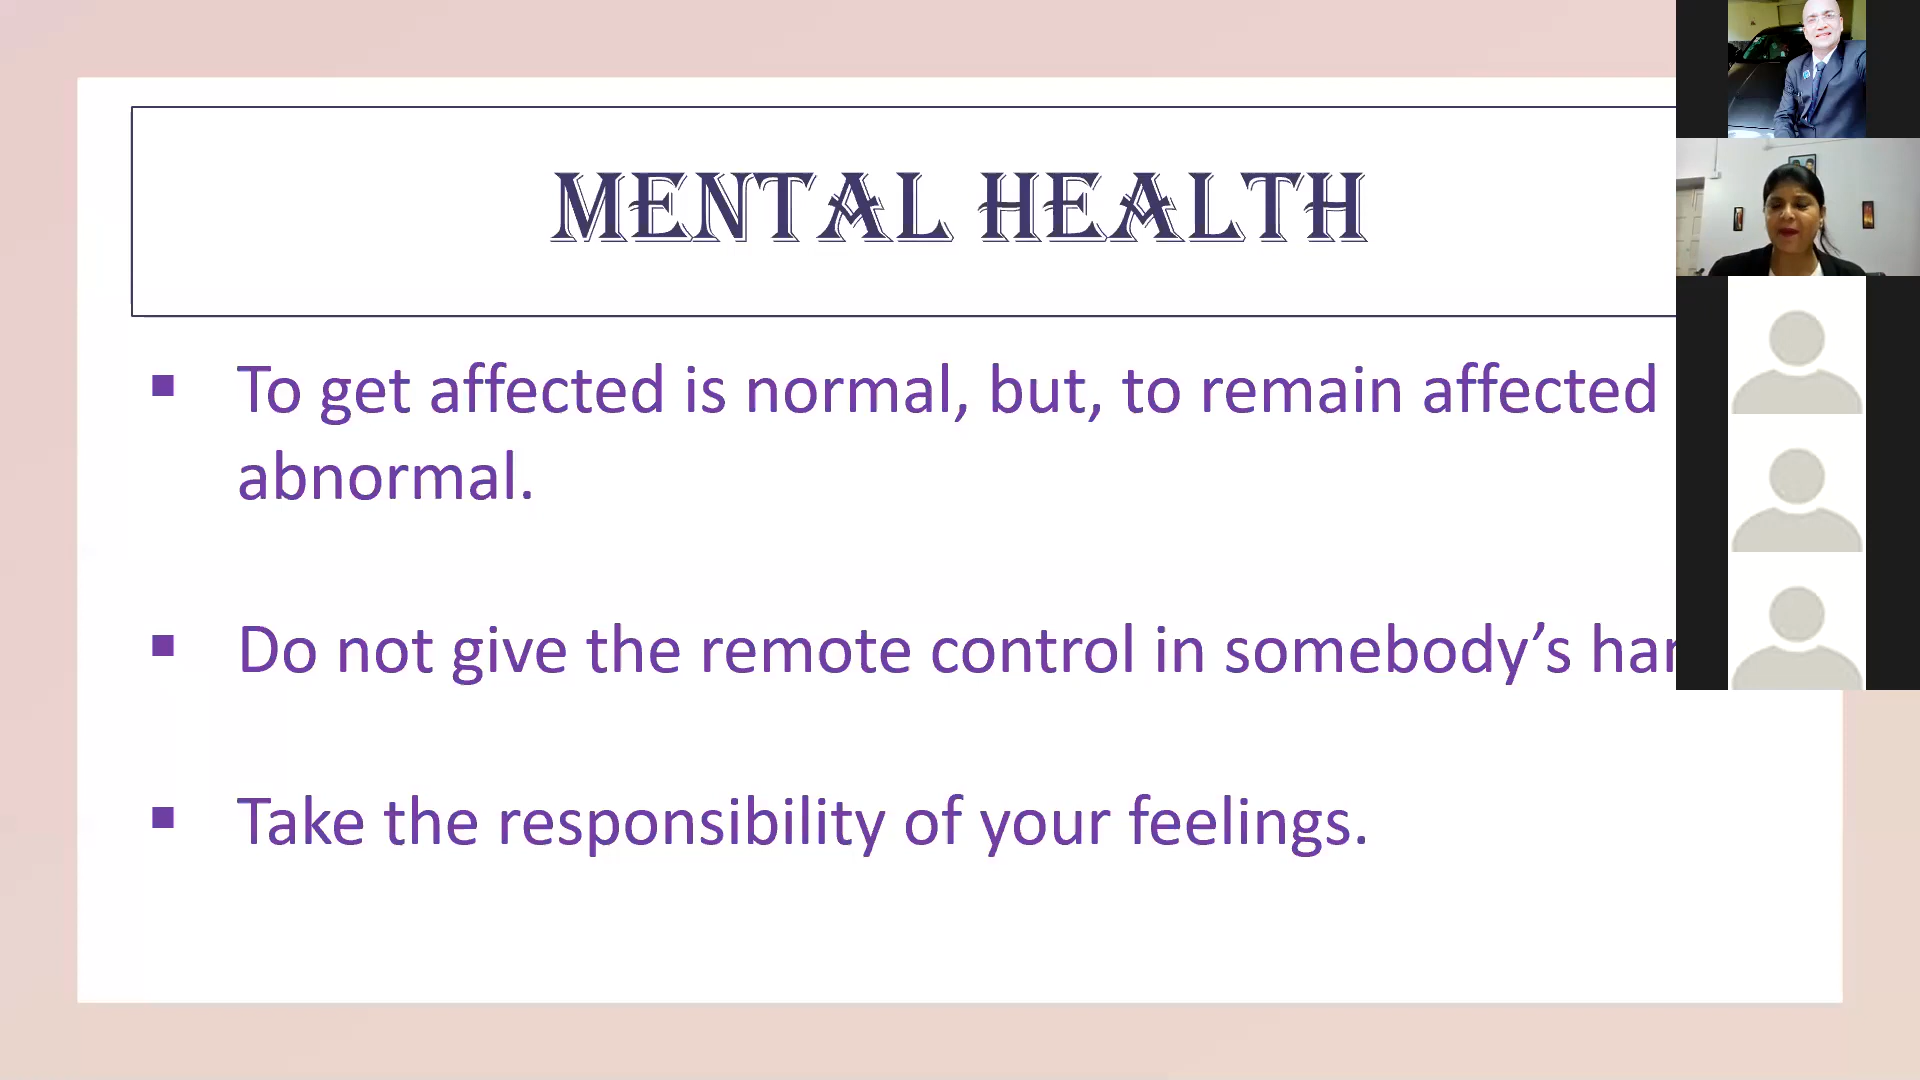 MENTAL HEALTH
To get affected is normal, but, to remain affected
abnormal.
Do not give the remote control in somebody’s
Take the responsibility of your feelings.